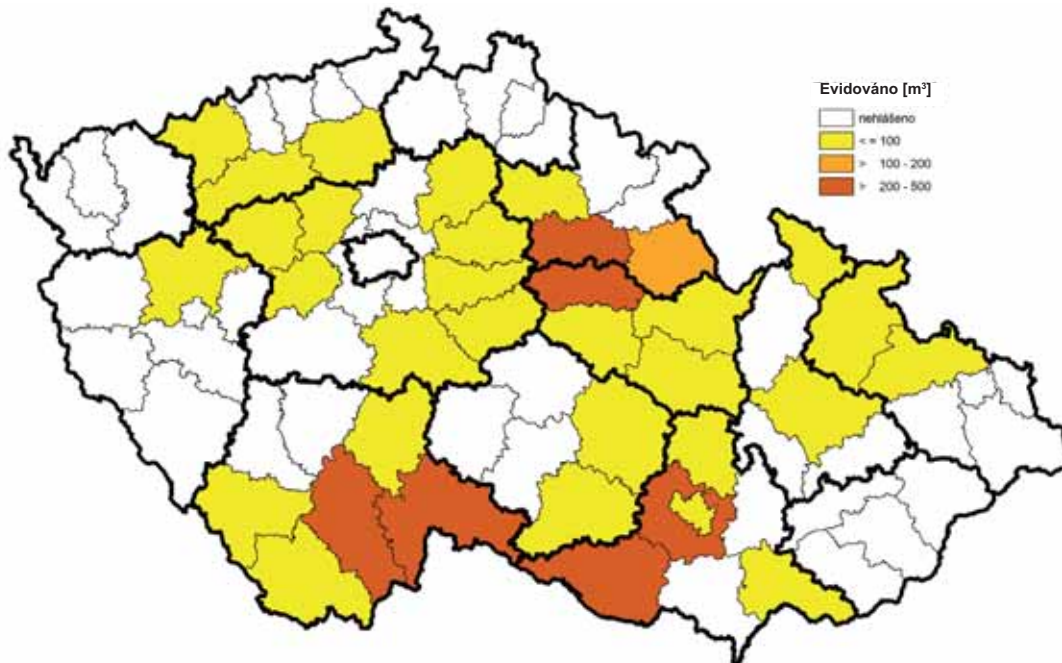 Evidováno [m³]
nehlášeno
< = 100
> 100 - 200
> 200 - 500